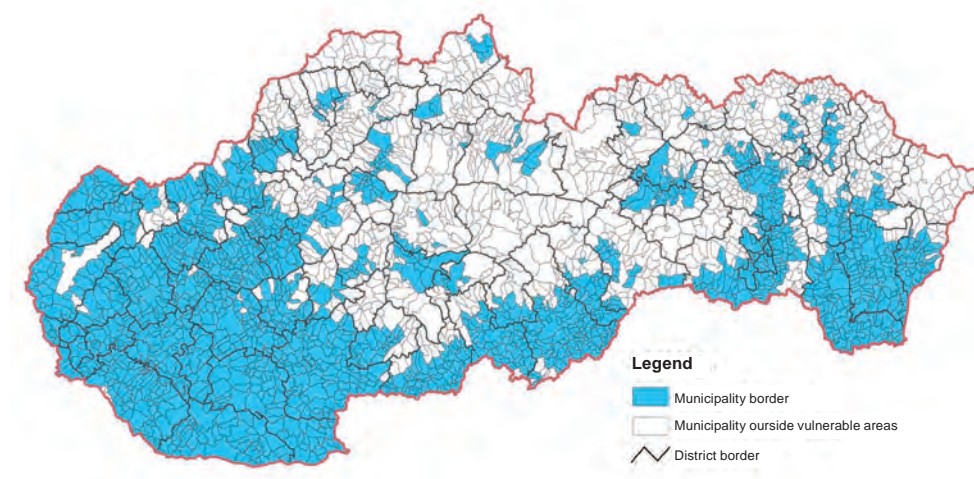 Legend
Municipality border
Municipality ourside vulnerable areas
District border